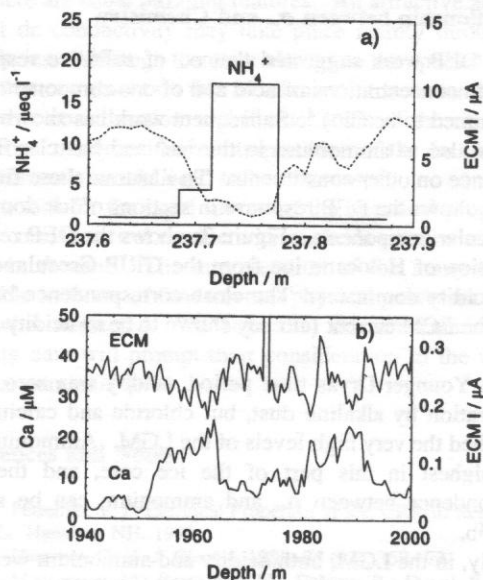 a)
NH4+
NH4+ / μeq l-1
ECM / μA
25
20
15
10
5
0
15
10
5
0
237.6 237.7 237.8 237.9
Depth / m
b)
ECM
Ca
Ca / μM
ECM / μA
50
40
30
20
10
0
0.3
0.2
0.1
0
1940 1960 1980 2000
Depth / m